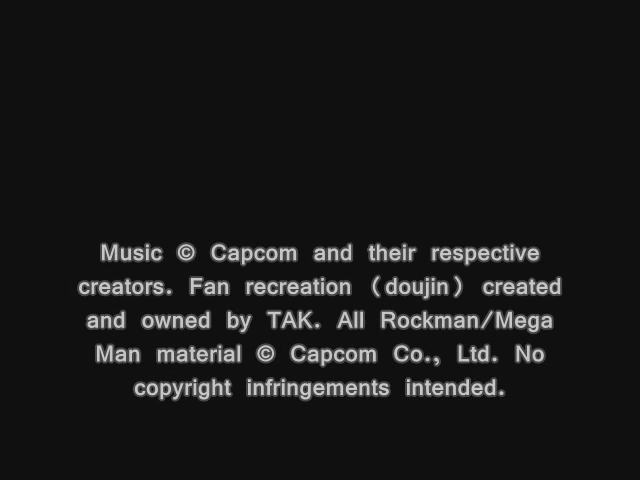 Music © Capcom and their respective
creators. Fan recreation （doujin） created
and owned by TAK. All Rockman/Mega
Man material © Capcom Co., Ltd. No
copyright infringements intended.